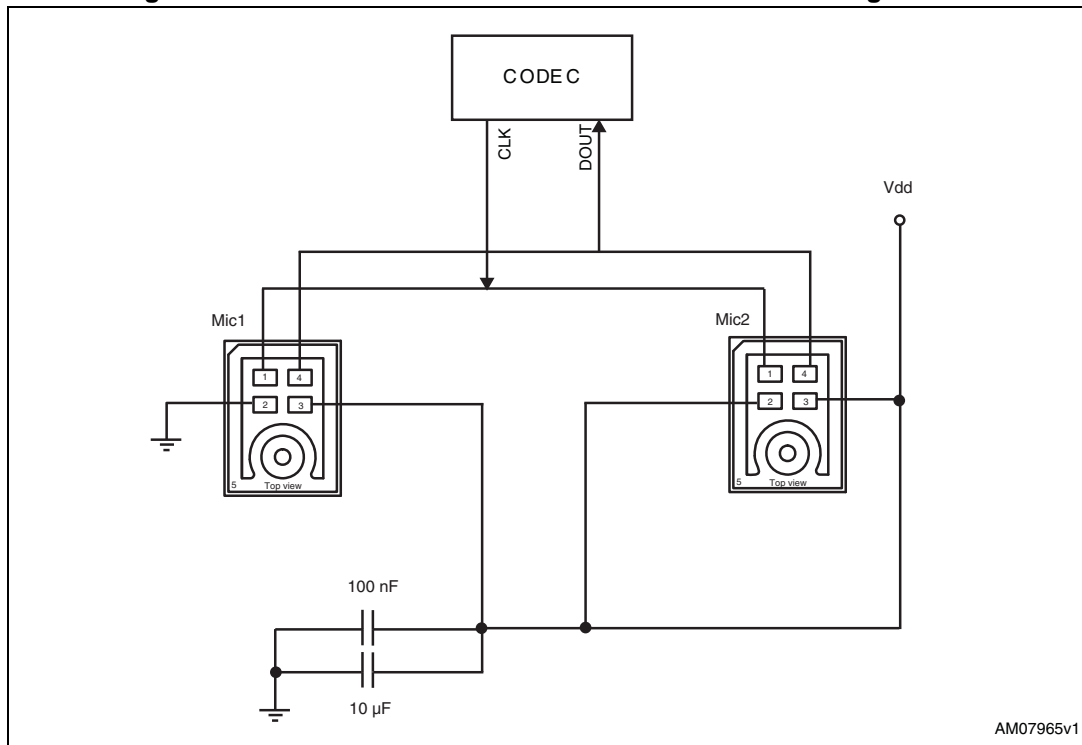 CODEC
CLK
DOUT
Vdd
Mic1
Mic2
1 4
2 3
5 Top view
1 4
2 3
5 Top view
100 nF
10 µF
AM07965v1